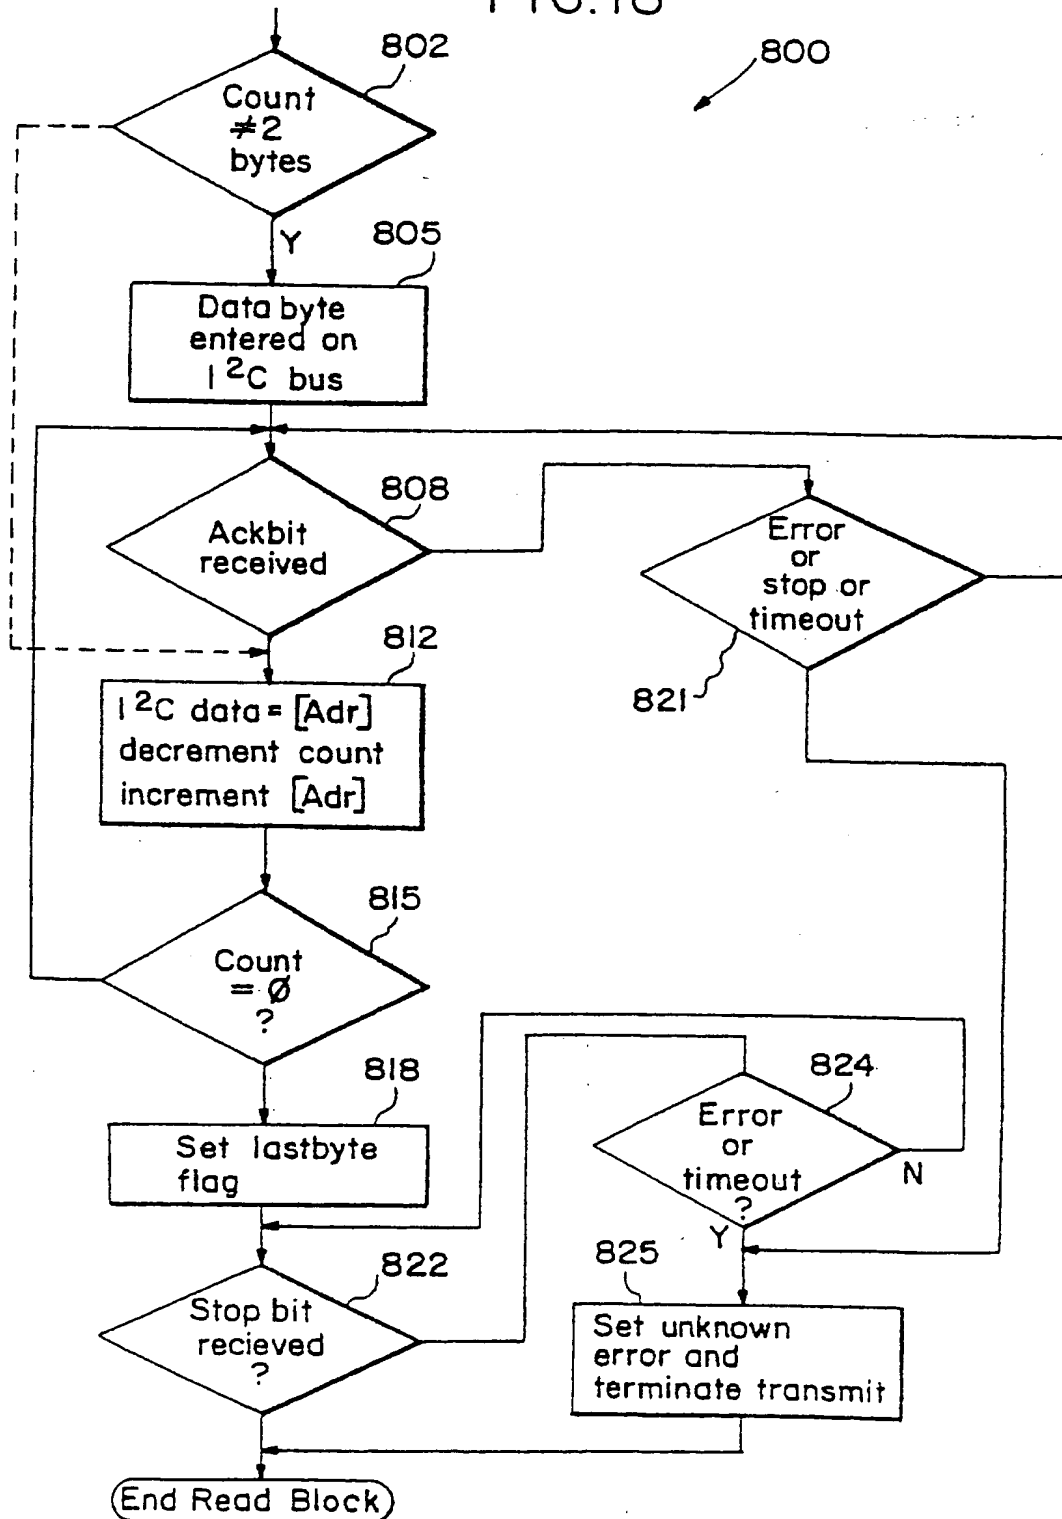 802
800
Count
≠2
bytes
Y
805
Data byte
entered on
I²C bus
808
Ackbit
received
Error
or
stop or
timeout
821
812
I²C data = [Adr]
decrement count
increment [Adr]
815
Count
= Ø
?
818
Set lastbyte
flag
824
Error
or
timeout
?
N
Y
822
Stop bit
recieved
?
825
Set unknown
error and
terminate transmit
End Read Block